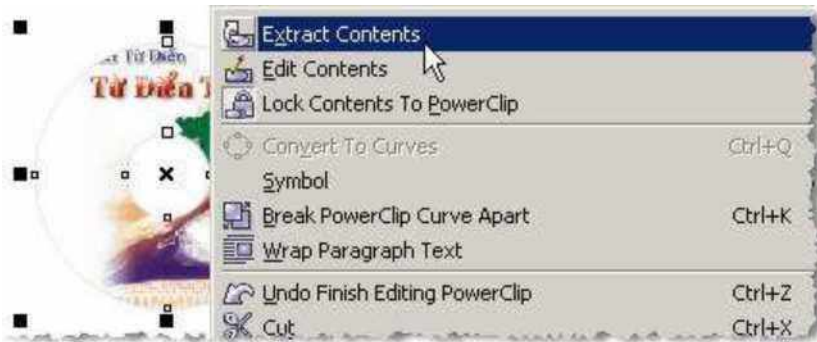 Từ Điển
Từ Điển T
Extract Contents
Edit Contents
Lock Contents To PowerClip
Convert To Curves Ctrl+Q
Symbol
Break PowerClip Curve Apart Ctrl+K
Wrap Paragraph Text
Undo Finish Editing PowerClip Ctrl+Z
Cut Ctrl+X